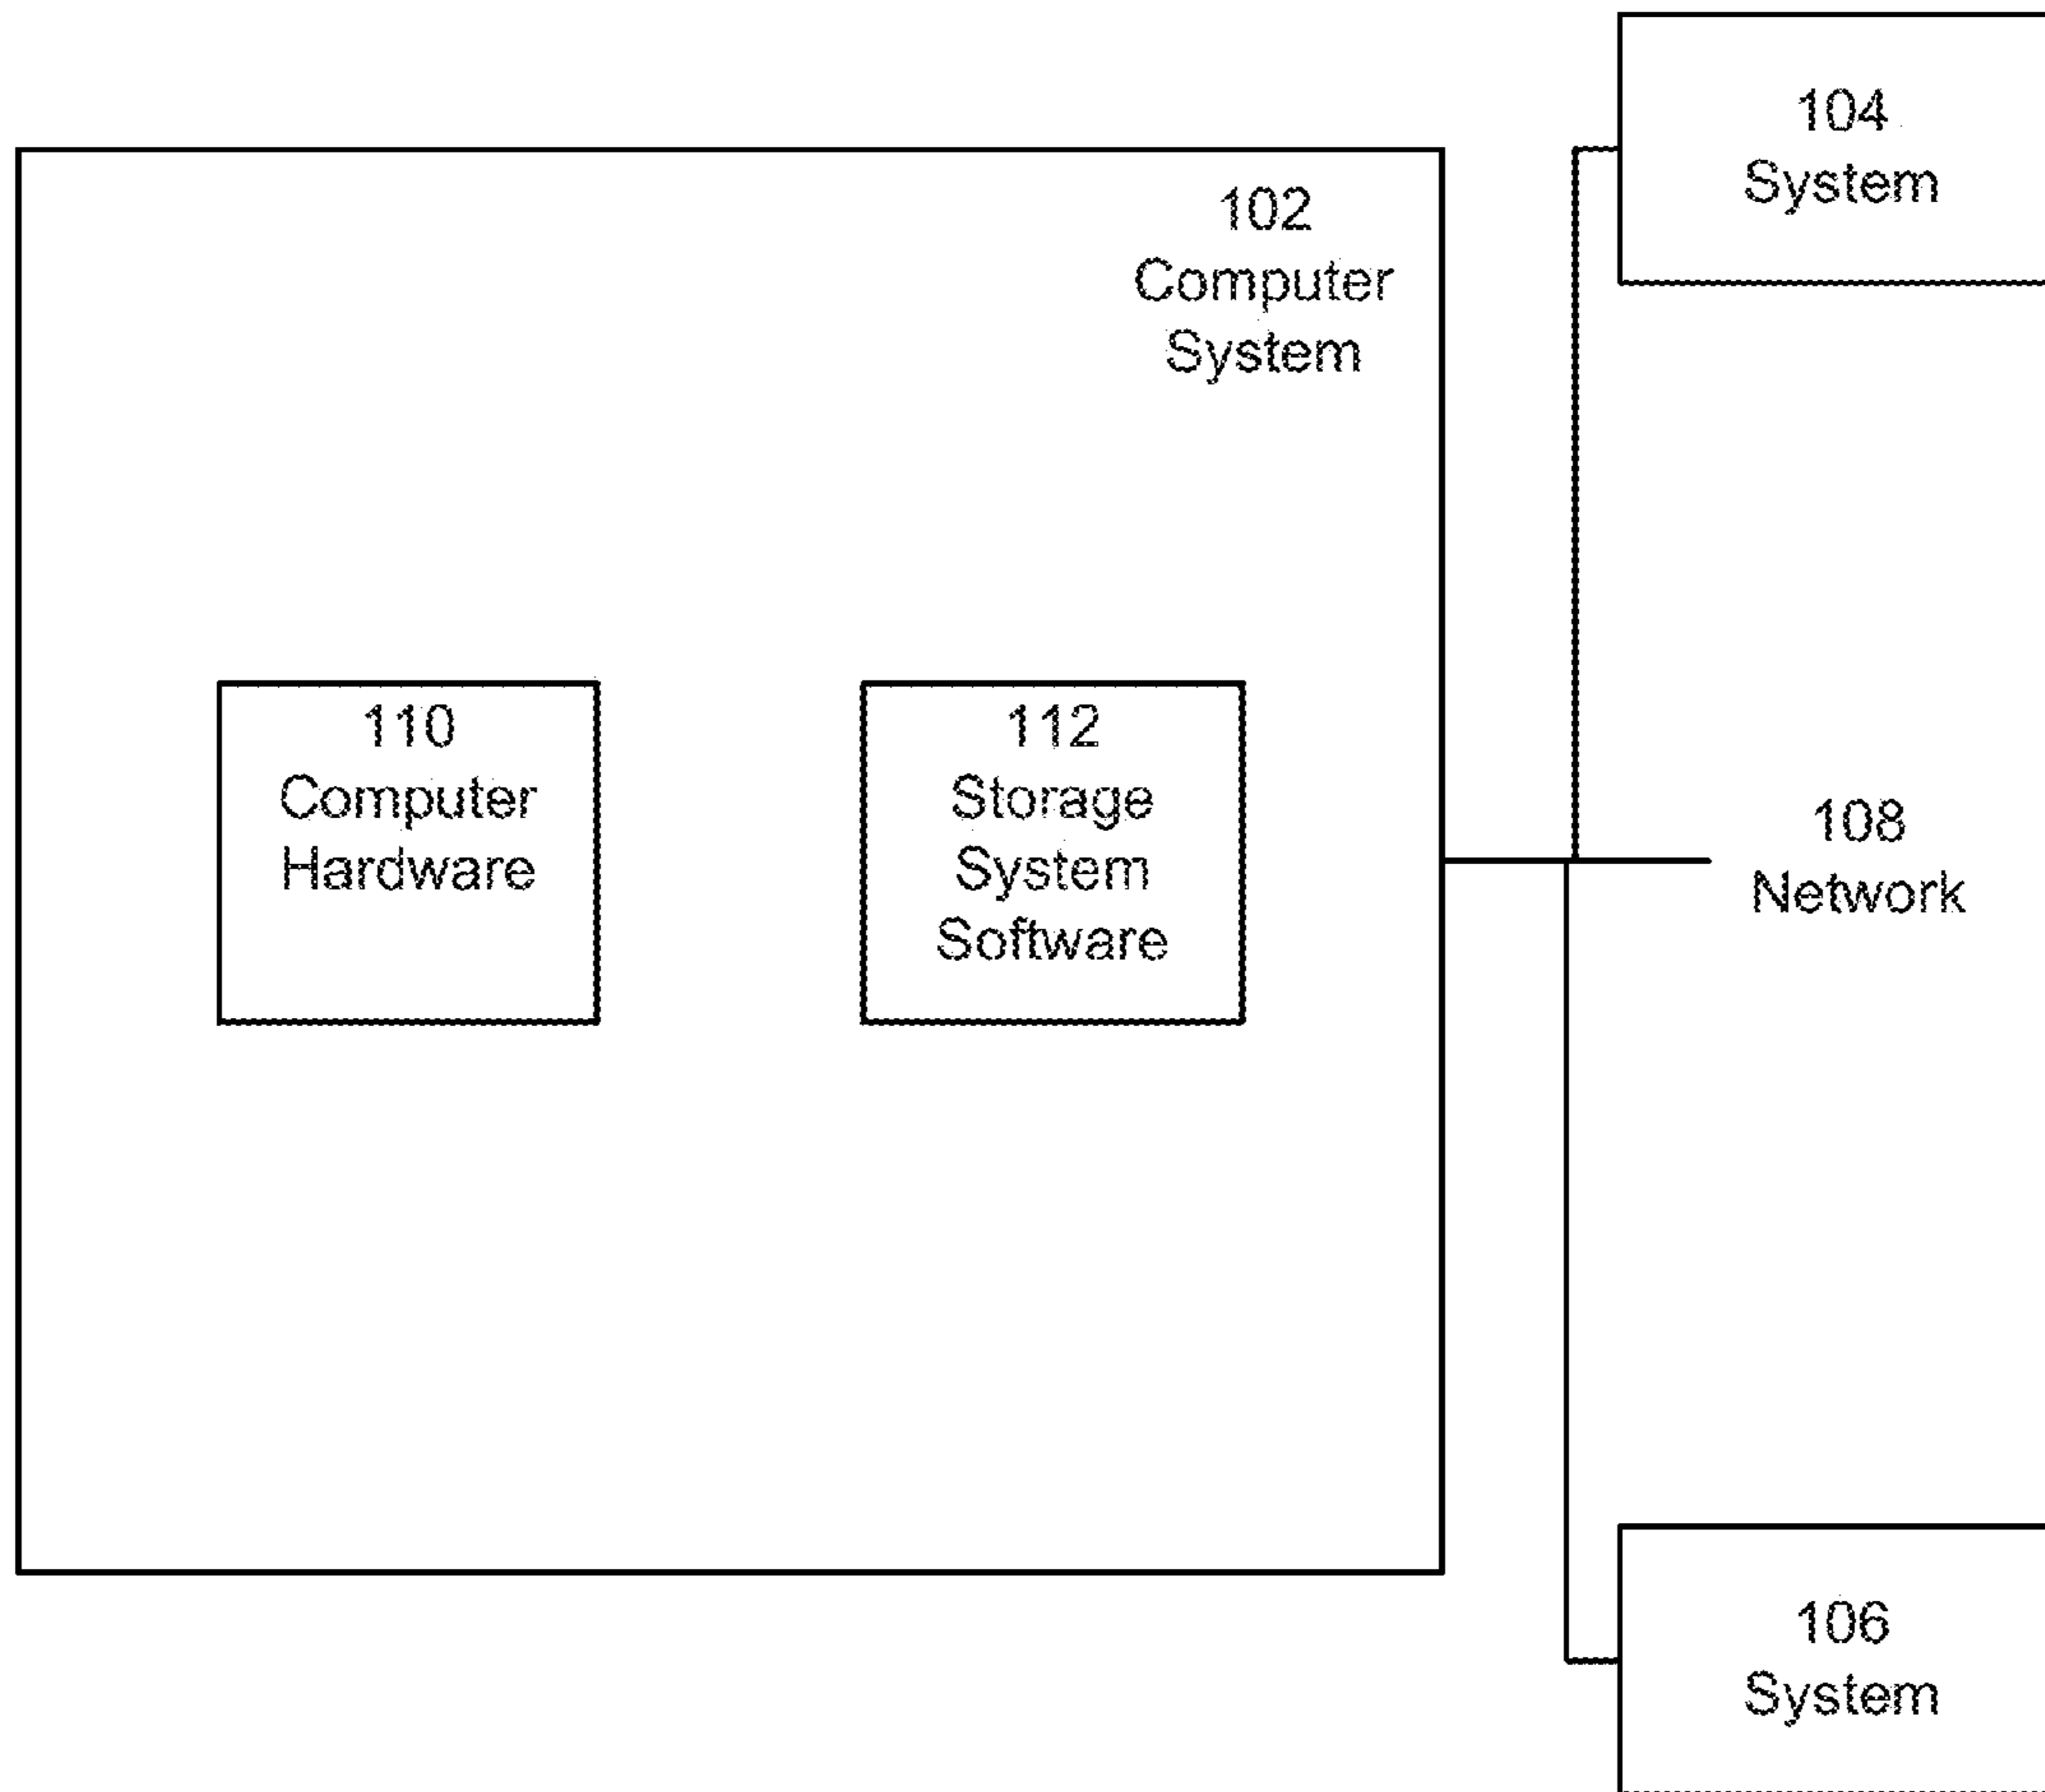 104
System
102
Computer
System
110
Computer
Hardware
112
Storage
System
Software
108
Network
106
System